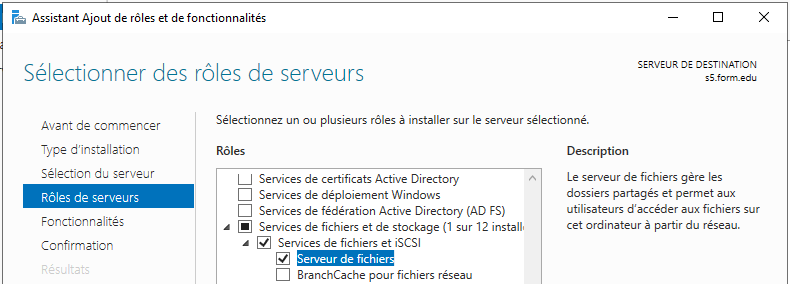 Assistant Ajout de rôles et de fonctionnalités
Sélectionner des rôles de serveurs
SERVEUR DE DESTINATION
s5.form.edu
Avant de commencer
Type d'installation
Sélection du serveur
Rôles de serveurs
Fonctionnalités
Confirmation
Résultats
Sélectionnez un ou plusieurs rôles à installer sur le serveur sélectionné.
Rôles
Services de certificats Active Directory
Services de déploiement Windows
Services de fédération Active Directory (AD FS)
Services de fichiers et de stockage (1 sur 12 installé
Services de fichiers et iSCSI
Serveur de fichiers
BranchCache pour fichiers réseau
Description
Le serveur de fichiers gère les
dossiers partagés et permet aux
utilisateurs d'accéder aux fichiers sur
cet ordinateur à partir du réseau.